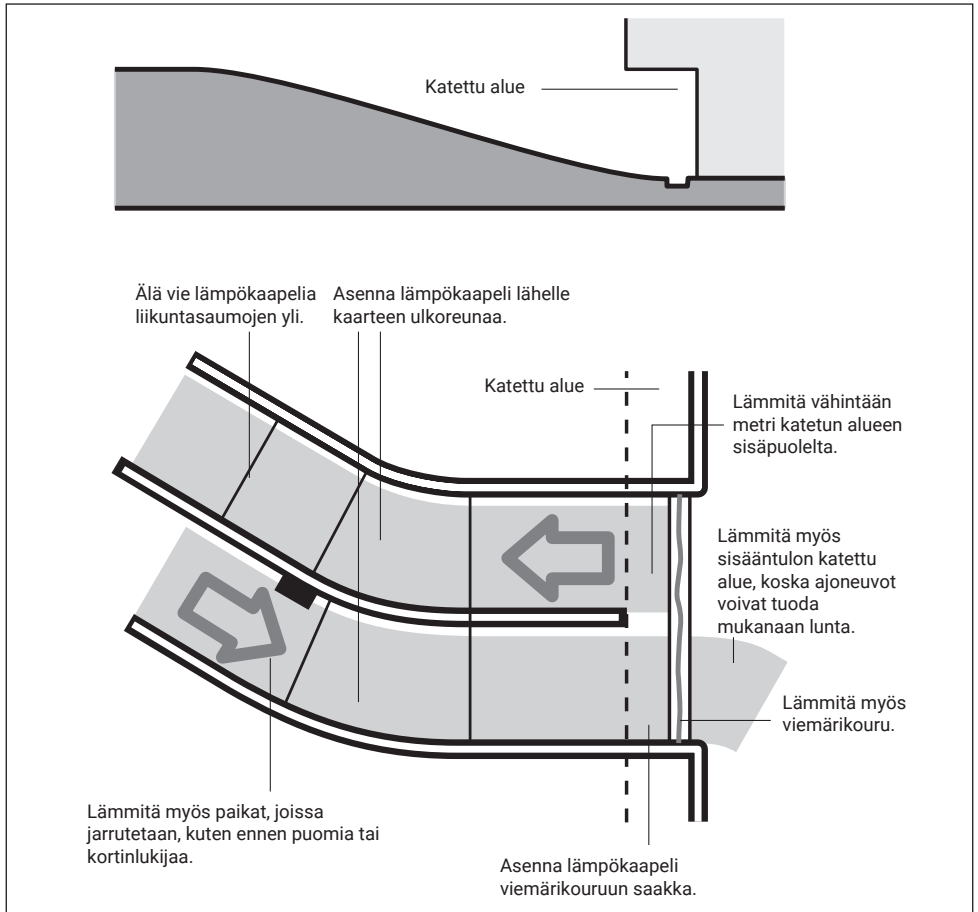 Katettu alue
Älä vie lämpökaapelia
liikuntasaumojen yli.
Asenna lämpökaapeli lähelle
kaarteen ulkoreunaa.
Katettu alue
Lämmitä vähintään
metri katetun alueen
sisäpuolelta.
Lämmitä myös
sisääntulon katettu
alue, koska ajoneuvot
voivat tuoda
mukanaan lunta.
Lämmitä myös
viemärikouru.
Lämmitä myös paikat, joissa
jarrutetaan, kuten ennen puomia tai
kortinlukijaa.
Asenna lämpökaapeli
viemärikouruun saakka.